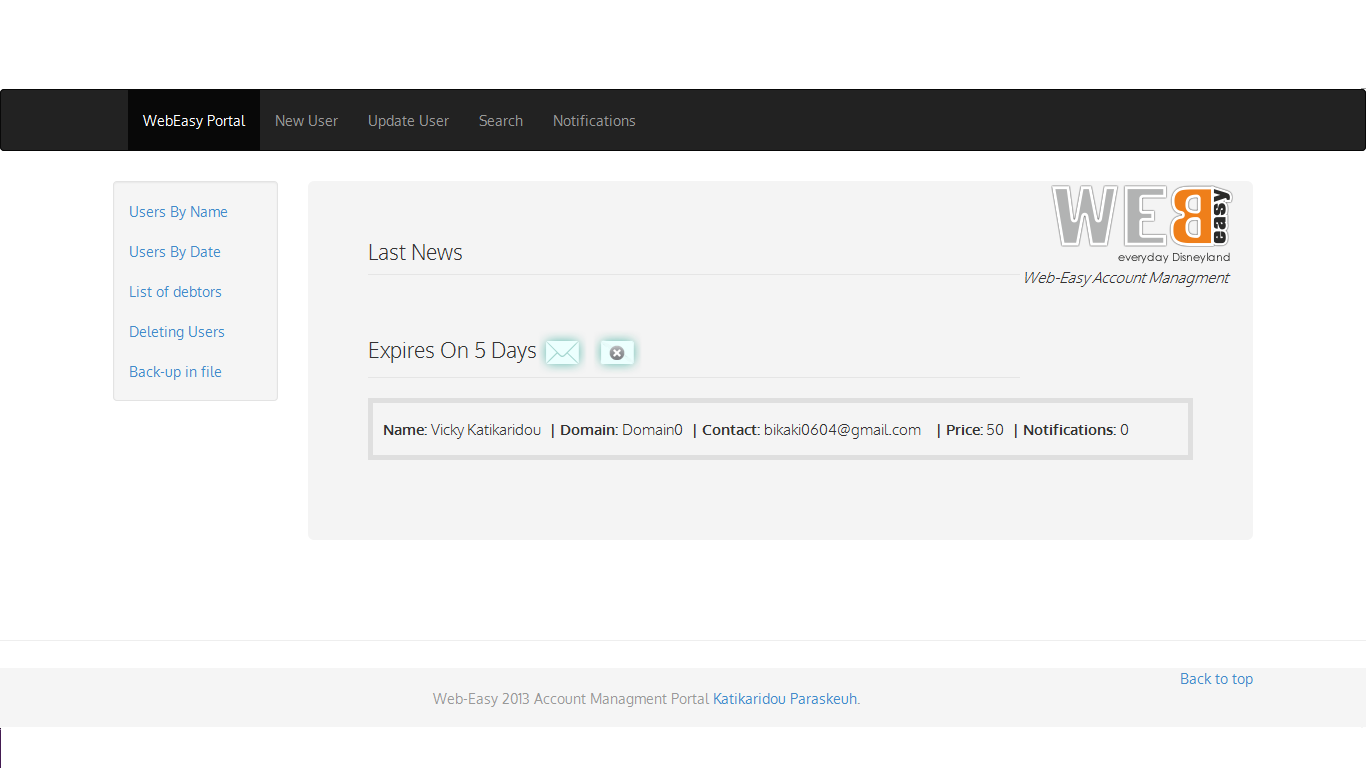 WebEasy Portal New User Update User Search Notifications
Users By Name
Users By Date
List of debtors
Deleting Users
Back-up in file
WEB easy
everyday Disneyland
Web-Easy Account Managment
Last News
Expires On 5 Days
Name: Vicky Katikaridou | Domain: Domain0 | Contact: bikaki0604@gmail.com | Price: 50 | Notifications: 0
Back to top
Web-Easy 2013 Account Managment Portal Katikaridou Paraskeuh.